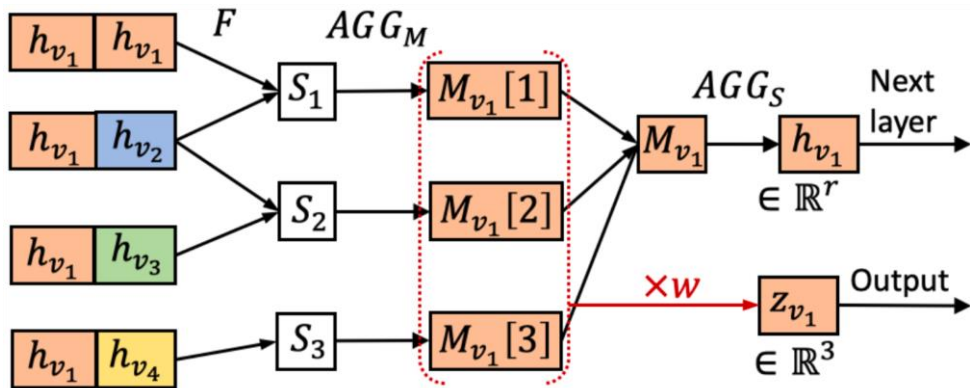 F AGG_M
h_{v_1} h_{v_1}
S_1 M_{v_1}[1] AGG_S Next
layer
h_{v_1} h_{v_2} M_{v_1} h_{v_1}
∈ ℝ^r
S_2 M_{v_1}[2]
h_{v_1} h_{v_3}
×w z_{v_1} Output
∈ ℝ^3
h_{v_1} h_{v_4} S_3 M_{v_1}[3]